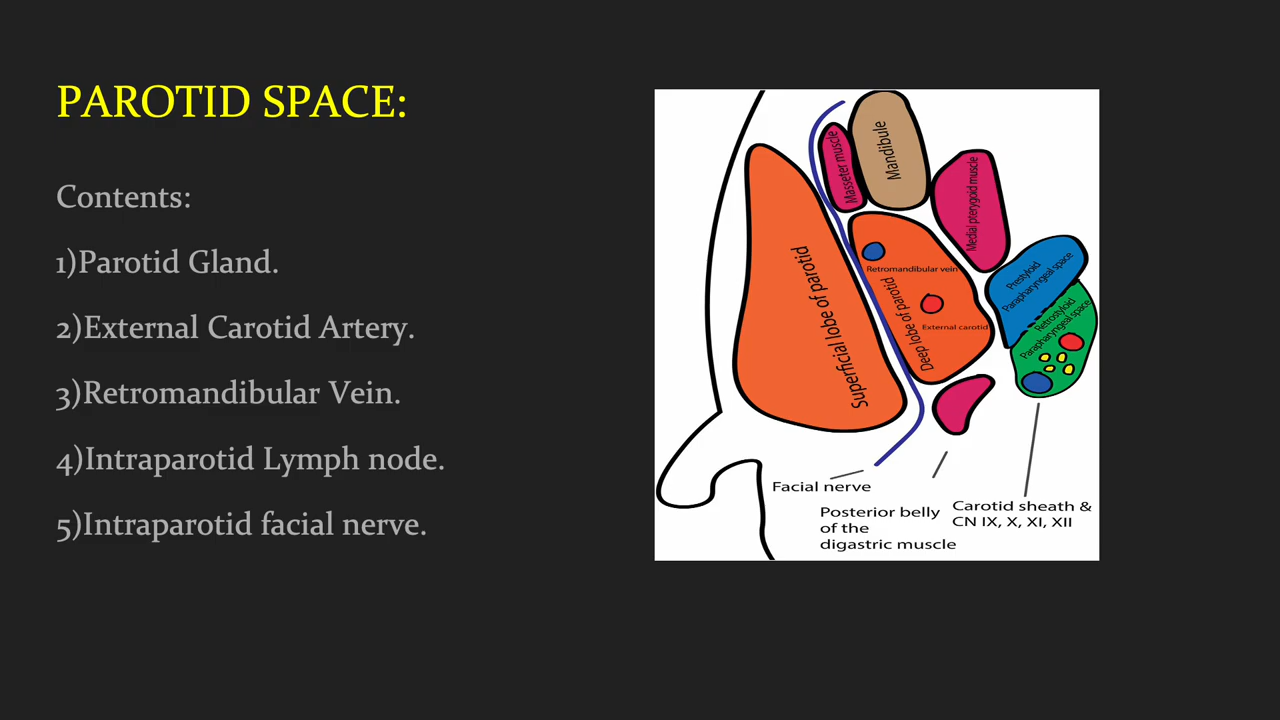 PAROTID SPACE:
Contents:
1)Parotid Gland.
2)External Carotid Artery.
3)Retromandibular Vein.
4)Intraparotid Lymph node.
5)Intraparotid facial nerve.
Masseter muscle
Mandibule
Medial pterygoid muscle
Superficial lobe of parotid
Retromandibular vein
Deep lobe of parotid
External carotid
Prestyloid
Parapharyngeal space
Retrostyloid
Parapharyngeal space
Facial nerve
Posterior belly
of the
digastric muscle
Carotid sheath &
CN IX, X, XI, XII